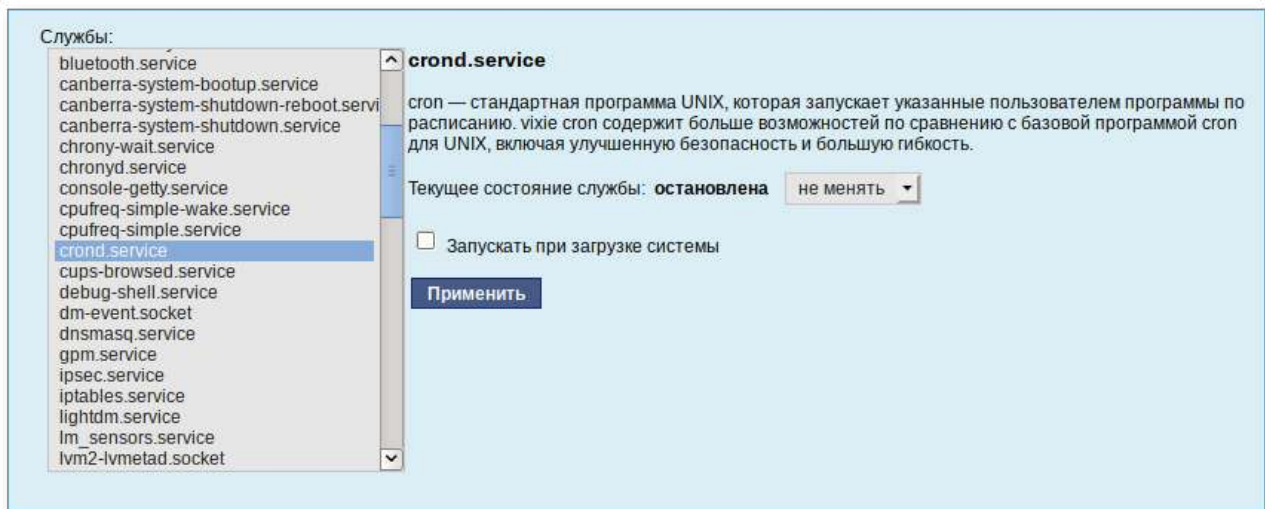 Службы:
bluetooth.service
canberra-system-bootup.service
canberra-system-shutdown-reboot.servi
canberra-system-shutdown.service
chrony-wait.service
chronyd.service
console-getty.service
cpufreq-simple-wake.service
cpufreq-simple.service
crond.service
cups-browsed.service
debug-shell.service
dm-event.socket
dnsmasq.service
gpm.service
ipsec.service
iptables.service
lightdm.service
lm_sensors.service
lvm2-lvmetad.socket
crond.service
cron — стандартная программа UNIX, которая запускает указанные пользователем программы по
расписанию. vixie cron содержит больше возможностей по сравнению с базовой программой cron
для UNIX, включая улучшенную безопасность и большую гибкость.
Текущее состояние службы: остановлена не менять
Запускать при загрузке системы
Применить